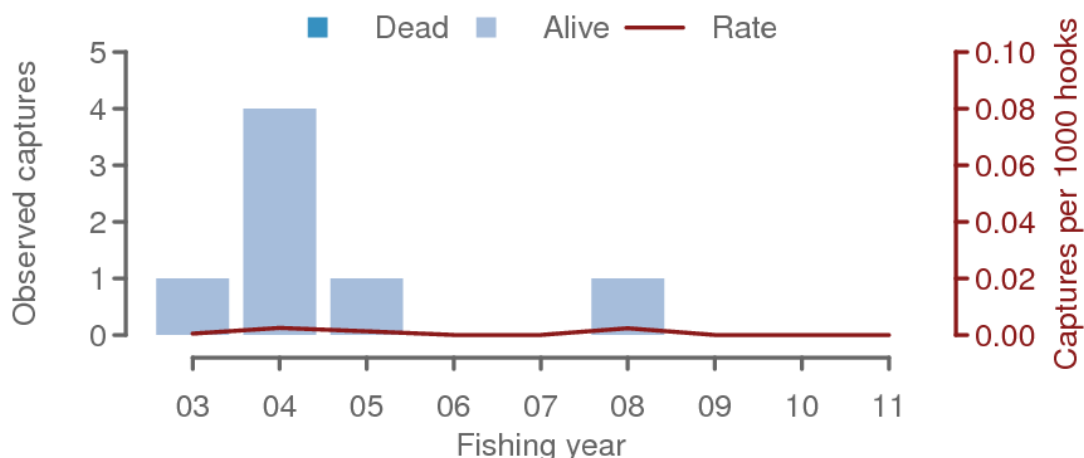 Dead Alive Rate
Observed captures
5
4
3
2
1
0
0.10
0.08
0.06
0.04
0.02
0.00
Captures per 1000 hooks
03 04 05 06 07 08 09 10 11
Fishing year